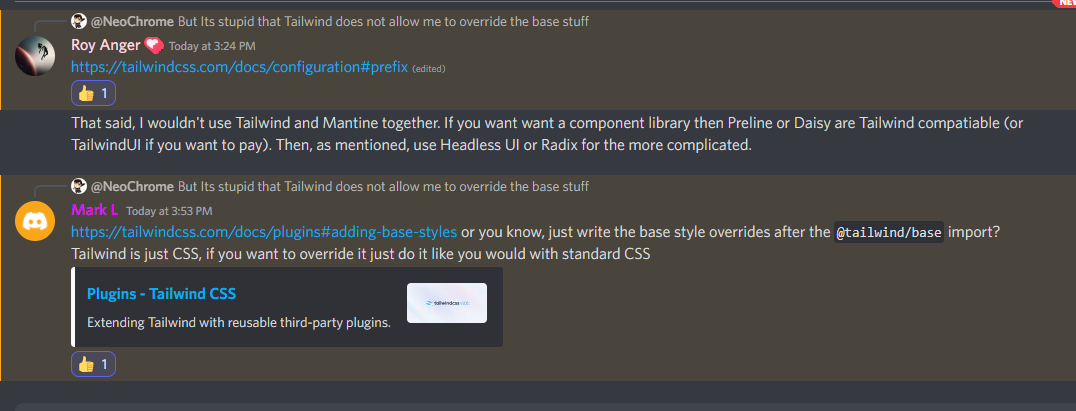 NEW
@NeoChrome But Its stupid that Tailwind does not allow me to override the base stuff
Roy Anger Today at 3:24 PM
https://tailwindcss.com/docs/configuration#prefix (edited)
👍 1
That said, I wouldn't use Tailwind and Mantine together. If you want want a component library then Preline or Daisy are Tailwind compatiable (or
TailwindUI if you want to pay). Then, as mentioned, use Headless UI or Radix for the more complicated.
@NeoChrome But Its stupid that Tailwind does not allow me to override the base stuff
Mark L Today at 3:53 PM
https://tailwindcss.com/docs/plugins#adding-base-styles or you know, just write the base style overrides after the @tailwind/base import?
Tailwind is just CSS, if you want to override it just do it like you would with standard CSS
Plugins - Tailwind CSS
tailwindcss
Extending Tailwind with reusable third-party plugins.
👍 1